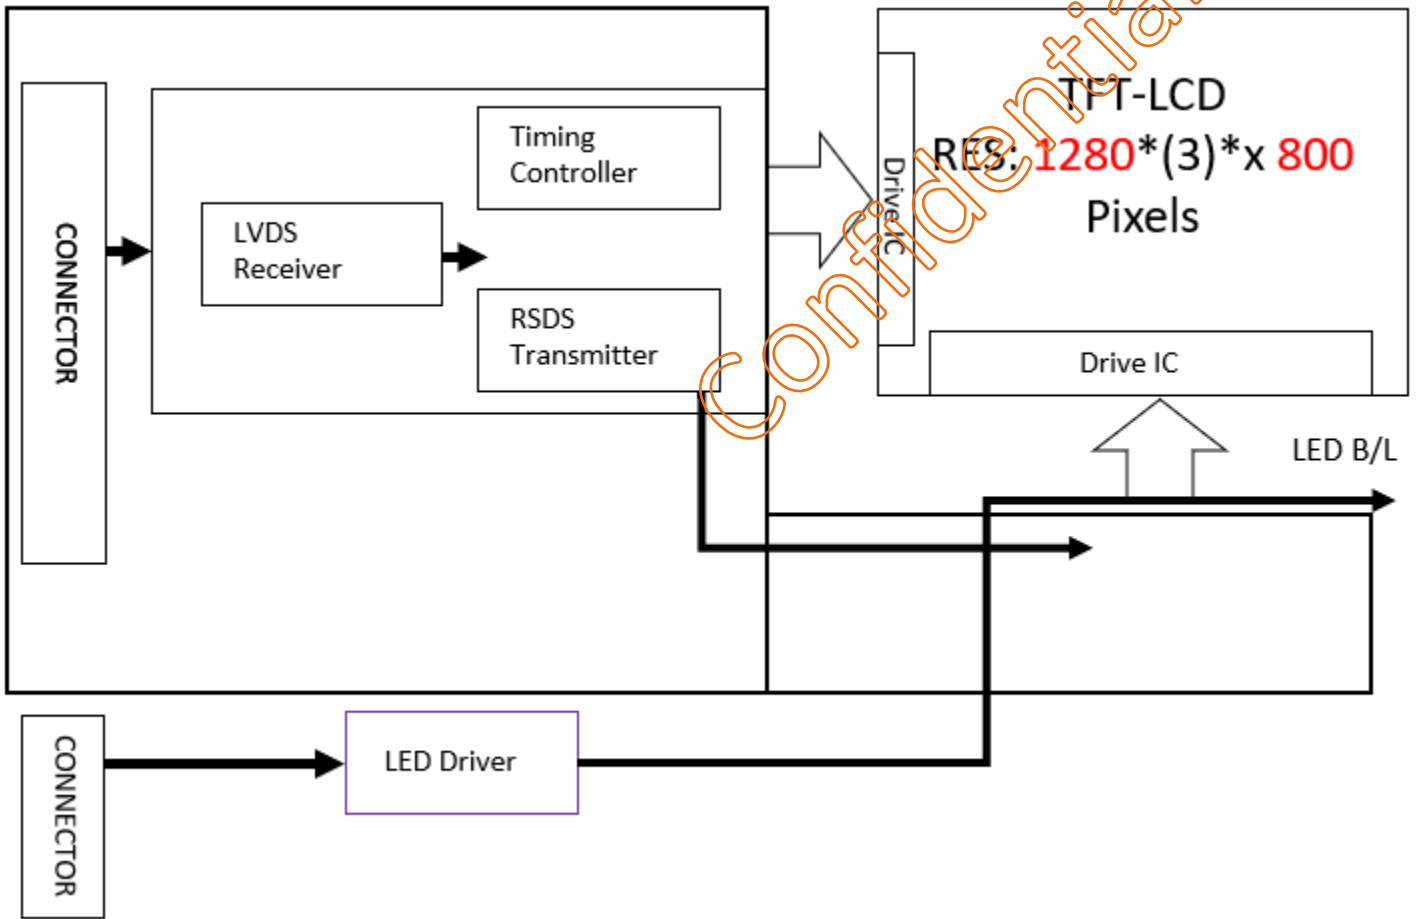 CONNECTOR
LVDS
Receiver
Timing
Controller
RSDS
Transmitter
Drive IC
TFT-LCD
RES: 1280*(3)*x 800
Pixels
Drive IC
LED B/L
CONNECTOR
LED Driver
Confidential